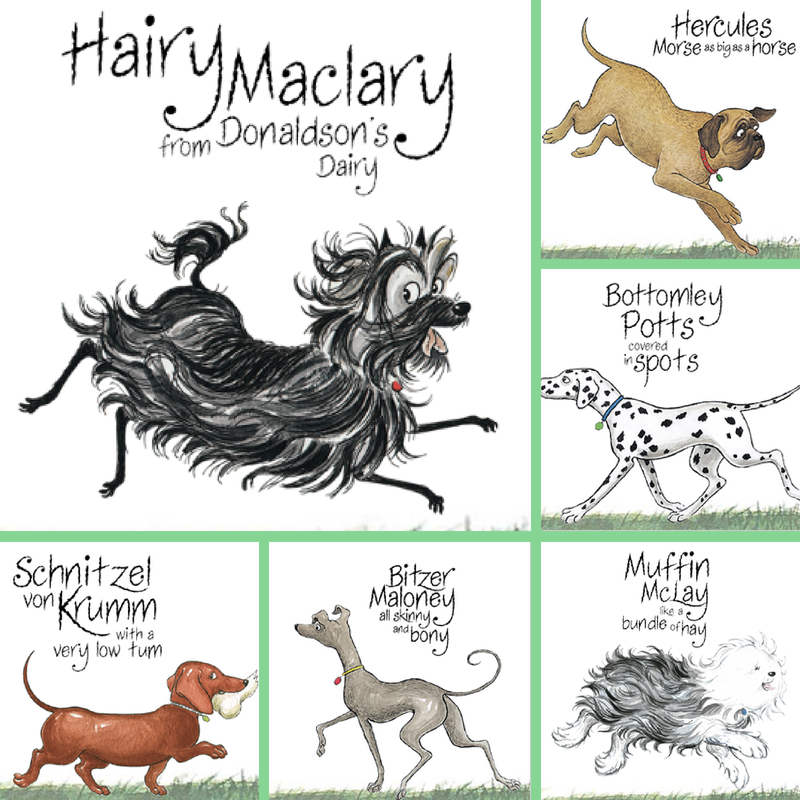 Hairy
Maclary
from Donaldson's
Dairy
Hercules
Morse as big as a horse
Bottomley
Potts
covered
in spots
Schnitzel
von Krumm
with a
very low tum
Bitzer
Maloney
all skinny
and bony
Muffin
McLay
like a
bundle of hay